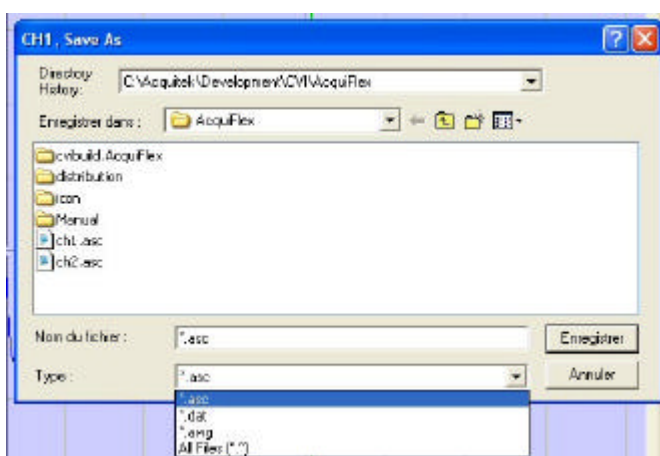 CH1, Save As
Directory
History:
C:\Acquitek\Development\CVI\AcquiFlex
Enregistrer dans :
AcquiFlex
cvibuild.AcquiFlex
distribution
icon
Manual
ch1.asc
ch2.asc
Nom du fichier :
*.asc
Enregistrer
Type :
*.asc
Annuler
*.asc
*.dat
All Files (*.*)